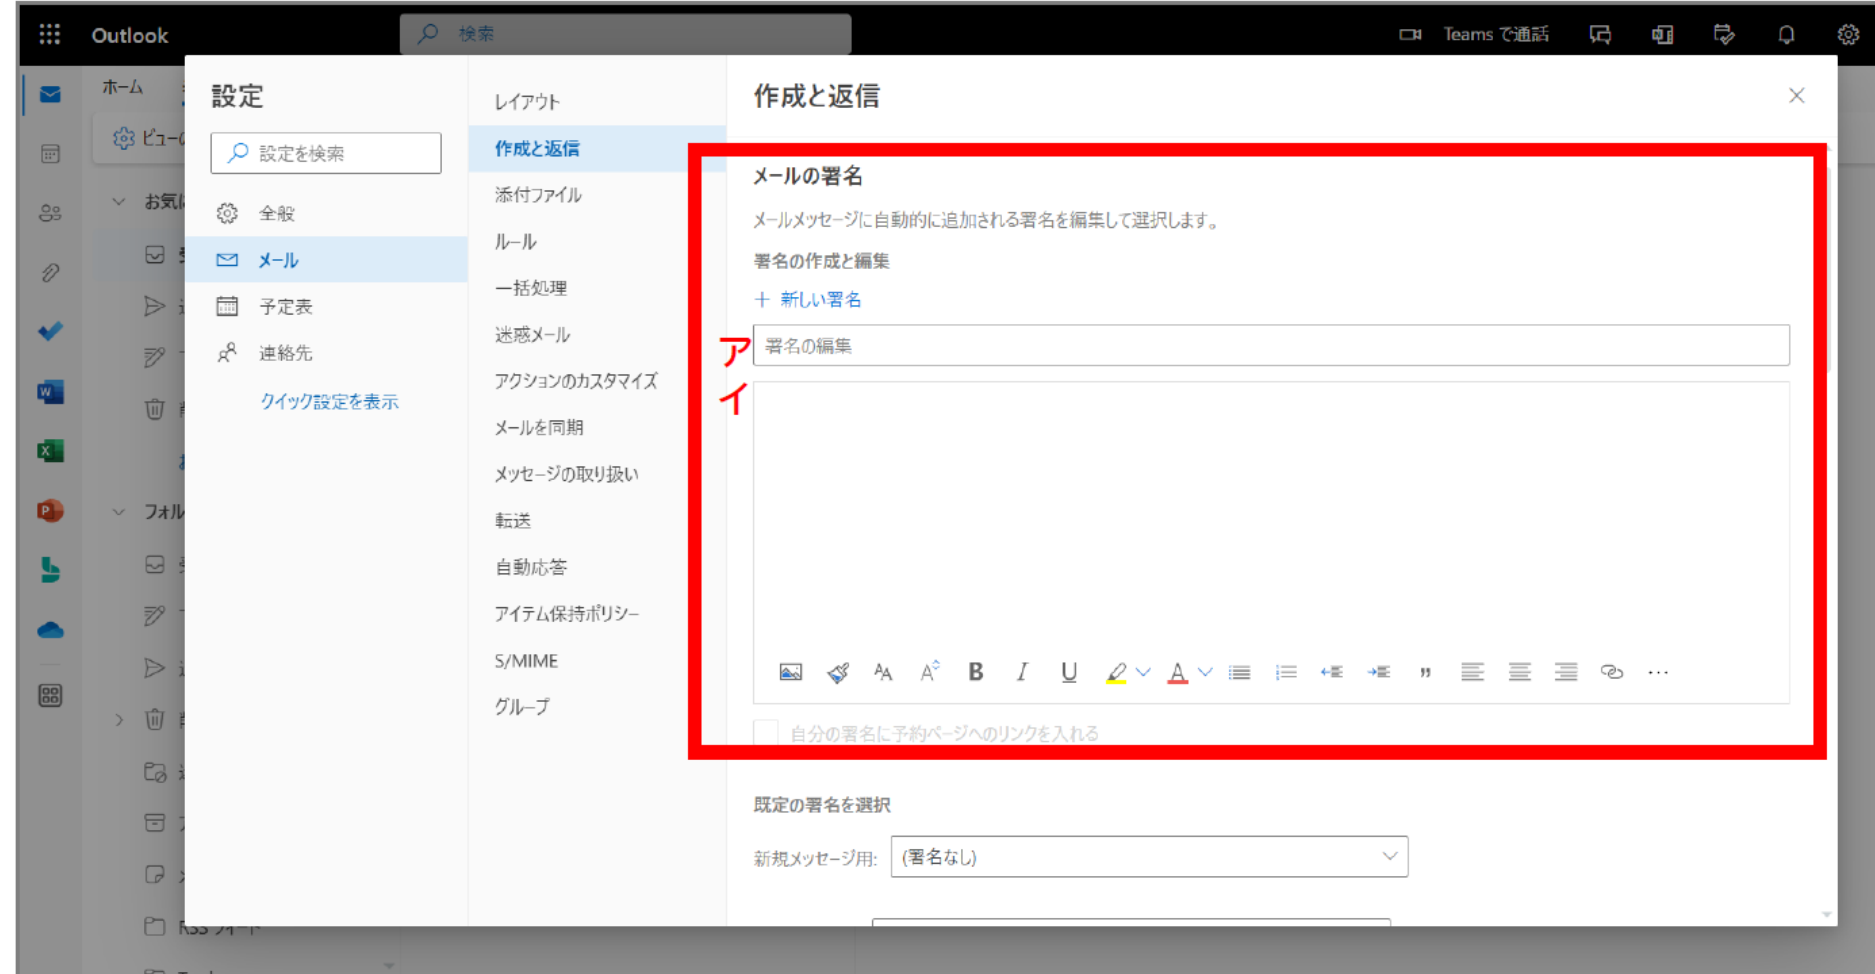 Outlook
検索
Teams で通話
ホーム
ビューの
お気に
フォル
RSS フィード
設定
設定を検索
全般
メール
予定表
連絡先
クイック設定を表示
レイアウト
作成と返信
添付ファイル
ルール
一括処理
迷惑メール
アクションのカスタマイズ
メールを同期
メッセージの取り扱い
転送
自動応答
アイテム保持ポリシー
S/MIME
グループ
作成と返信
メールの署名
メールメッセージに自動的に追加される署名を編集して選択します。
署名の作成と編集
＋ 新しい署名
ア
署名の編集
イ
自分の署名に予約ページへのリンクを入れる
既定の署名を選択
新規メッセージ用:
(署名なし)